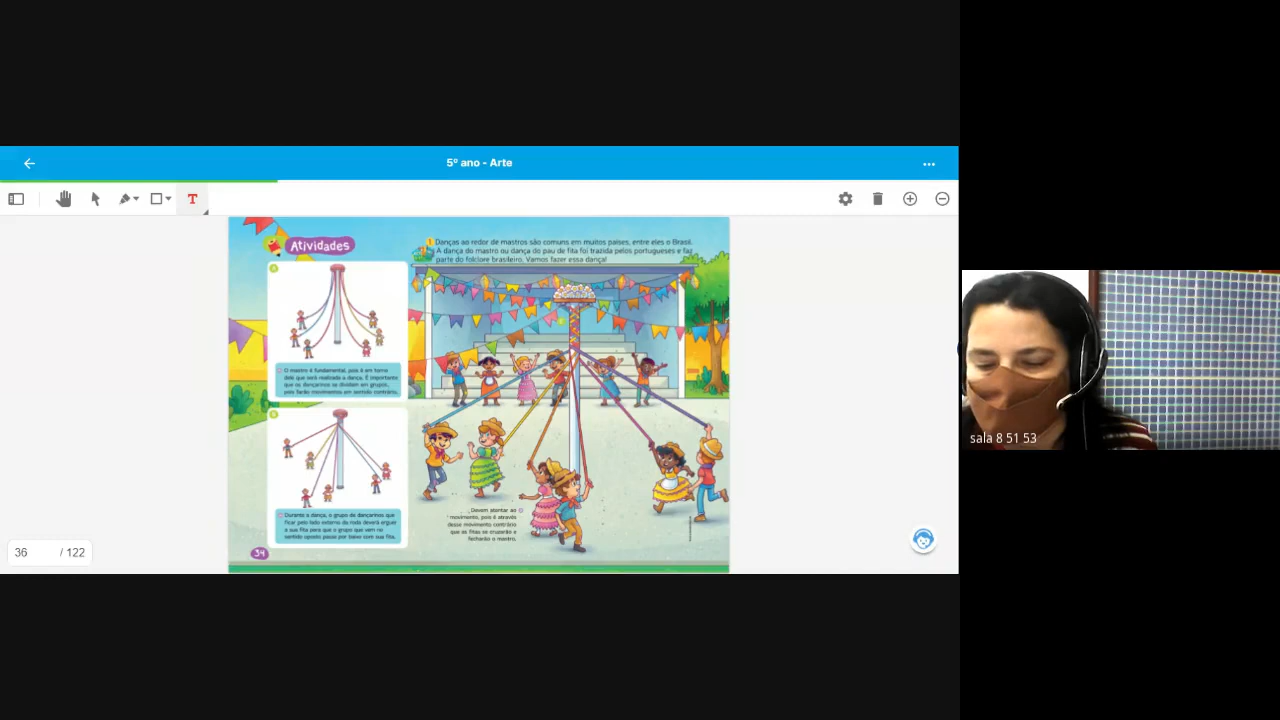 5º ano - Arte
Atividades
1 Danças ao redor de mastros são comuns em muitos países, entre eles o Brasil.
A dança do mastro ou dança do pau de fita foi trazida pelos portugueses e faz
parte do folclore brasileiro. Vamos fazer essa dança!
A
O mastro é fundamental, pois é em torno
dele que será realizada a dança. É importante
que os dançarinos se dividam em grupos,
pois farão movimentos em sentido contrário.
B
Durante a dança, o grupo de dançarinos que
ficar pelo lado externo da roda deverá erguer
a sua fita para que o grupo que vem no
sentido oposto passe por baixo com sua fita.
Devem atentar ao
movimento, pois é através
desse movimento contrário
que as fitas se cruzarão e
fecharão o mastro.
34
36 / 122
sala 8 51 53